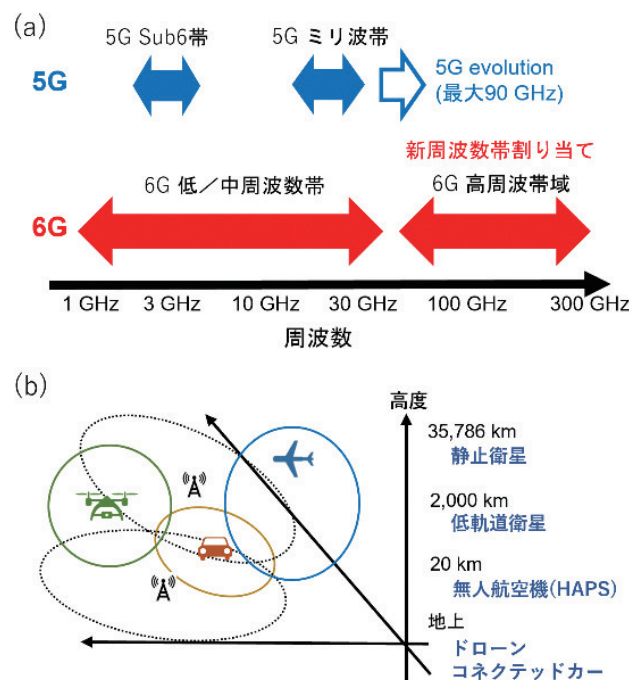 (a)
5G Sub6帯
5G ミリ波帯
5G
5G evolution
(最大90 GHz)
新周波数帯割り当て
6G 低／中周波数帯
6G 高周波帯域
6G
1 GHz
3 GHz
10 GHz
30 GHz
100 GHz
300 GHz
周波数
(b)
高度
35,786 km
静止衛星
2,000 km
低軌道衛星
20 km
無人航空機(HAPS)
地上
ドローン
コネクテッドカー